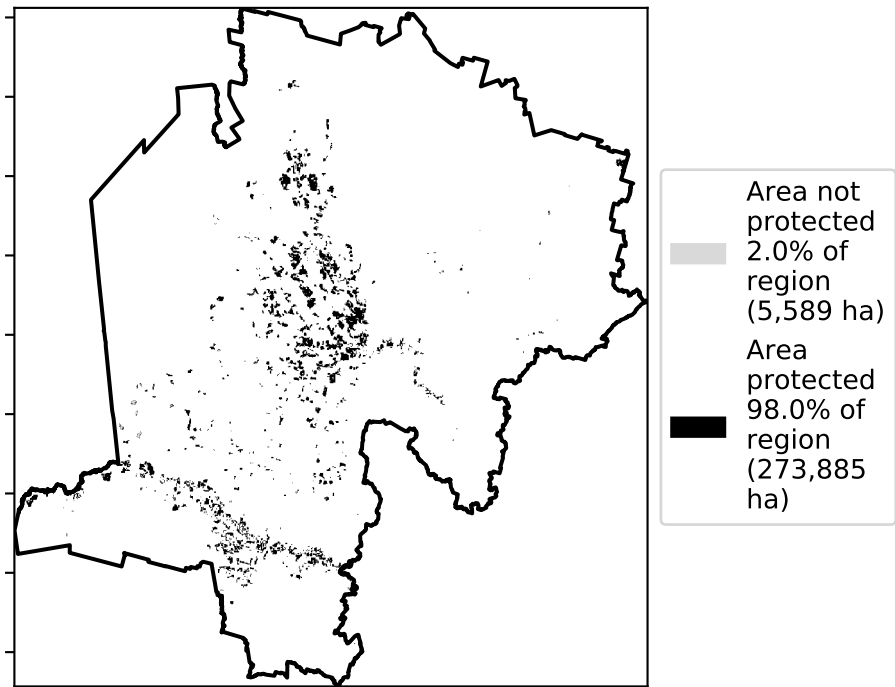 Area not
protected
2.0% of
region
(5,589 ha)
Area
protected
98.0% of
region
(273,885
ha)